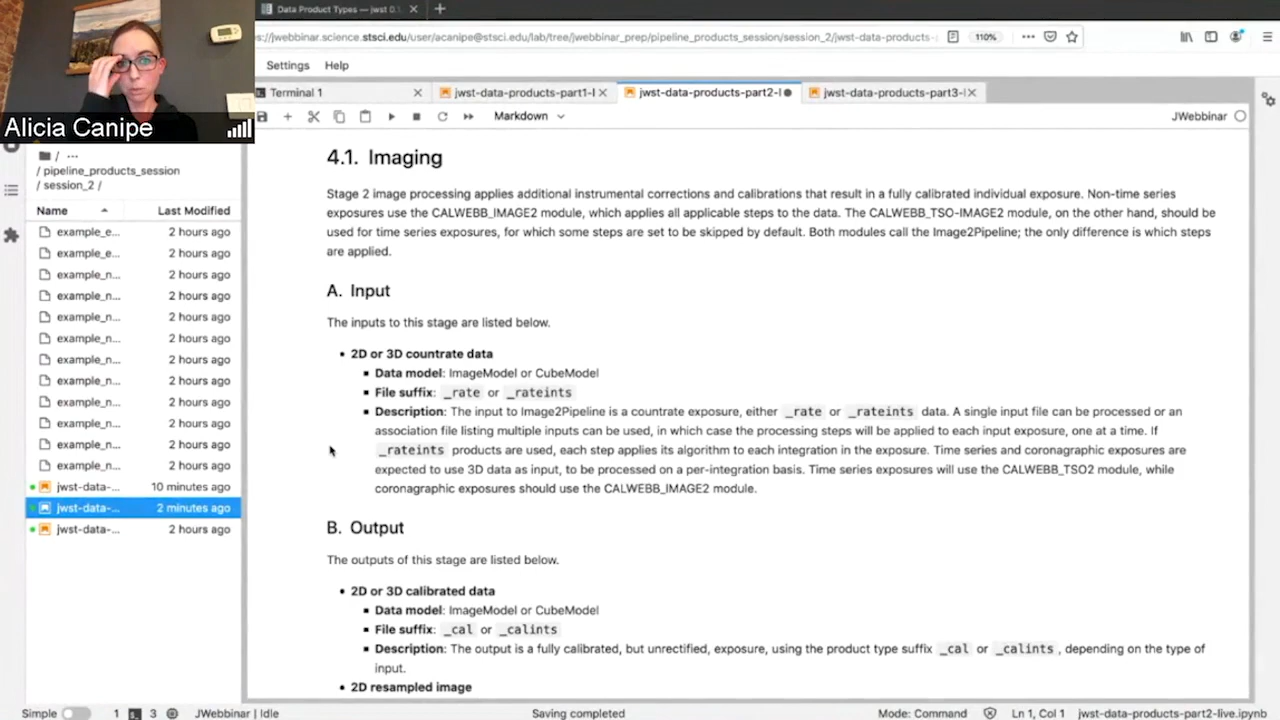 Data Product Types — jwst 0.1
s://jwebbinar.science.stsci.edu/user/acanipe@stsci.edu/lab/tree/jwebbinar_prep/pipeline_products_session/session_2/jwst-data-products-
110%
Settings Help
Alicia Canipe
Terminal 1
jwst-data-products-part1-l
jwst-data-products-part2-l
jwst-data-products-part3-l
Markdown
JWebbinar
/ ...
/ pipeline_products_session
/ session_2 /
Name Last Modified
example_e... 2 hours ago
example_e... 2 hours ago
example_n... 2 hours ago
example_n... 2 hours ago
example_n... 2 hours ago
example_n... 2 hours ago
example_n... 2 hours ago
example_n... 2 hours ago
example_n... 2 hours ago
example_n... 2 hours ago
example_n... 2 hours ago
example_n... 2 hours ago
jwst-data-... 10 minutes ago
jwst-data-... 2 minutes ago
jwst-data-... 2 hours ago
4.1. Imaging
Stage 2 image processing applies additional instrumental corrections and calibrations that result in a fully calibrated individual exposure. Non-time series
exposures use the CALWEBB_IMAGE2 module, which applies all applicable steps to the data. The CALWEBB_TSO-IMAGE2 module, on the other hand, should be
used for time series exposures, for which some steps are set to be skipped by default. Both modules call the Image2Pipeline; the only difference is which steps
are applied.
A. Input
The inputs to this stage are listed below.
• 2D or 3D countrate data
▪ Data model: ImageModel or CubeModel
▪ File suffix: _rate or _rateints
▪ Description: The input to Image2Pipeline is a countrate exposure, either _rate or _rateints data. A single input file can be processed or an
association file listing multiple inputs can be used, in which case the processing steps will be applied to each input exposure, one at a time. If
_rateints products are used, each step applies its algorithm to each integration in the exposure. Time series and coronagraphic exposures are
expected to use 3D data as input, to be processed on a per-integration basis. Time series exposures will use the CALWEBB_TSO2 module, while
coronagraphic exposures should use the CALWEBB_IMAGE2 module.
B. Output
The outputs of this stage are listed below.
• 2D or 3D calibrated data
▪ Data model: ImageModel or CubeModel
▪ File suffix: _cal or _calints
▪ Description: The output is a fully calibrated, but unrectified, exposure, using the product type suffix _cal or _calints , depending on the type of
input.
• 2D resampled image
Simple 1 3 JWebbinar | Idle Saving completed Mode: Command Ln 1, Col 1 jwst-data-products-part2-live.ipynb